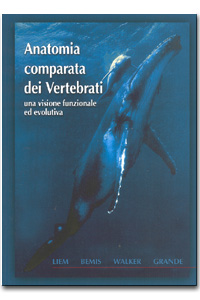 Anatomia
comparata
dei Vertebrati
una visione funzionale
ed evolutiva
LIEM BEMIS WALKER GRANDE